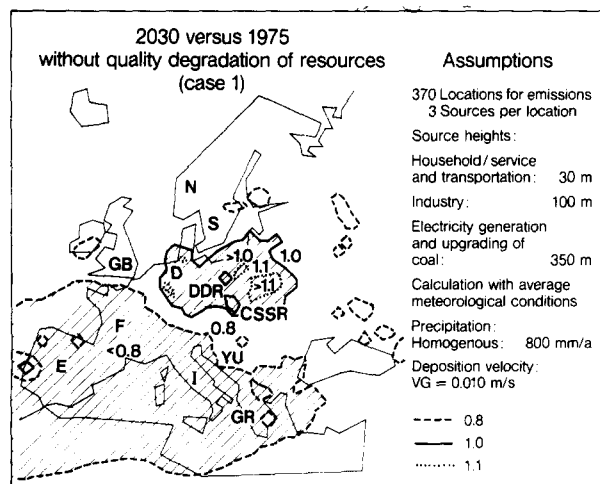 2030 versus 1975
without quality degradation of resources
(case 1)
Assumptions
370 Locations for emissions
3 Sources per location
Source heights:
Household/service
and transportation: 30 m
Industry: 100 m
Electricity generation
and upgrading of
coal: 350 m
Calculation with average
meteorological conditions
Precipitation:
Homogenous: 800 mm/a
Deposition velocity:
VG = 0.010 m/s
0.8
1.0
1.1
N
S
GB
D
>1.0
1.0
1.1
>1.1
DDR
CSSR
F
0.8
E
<0.8
YU
I
GR